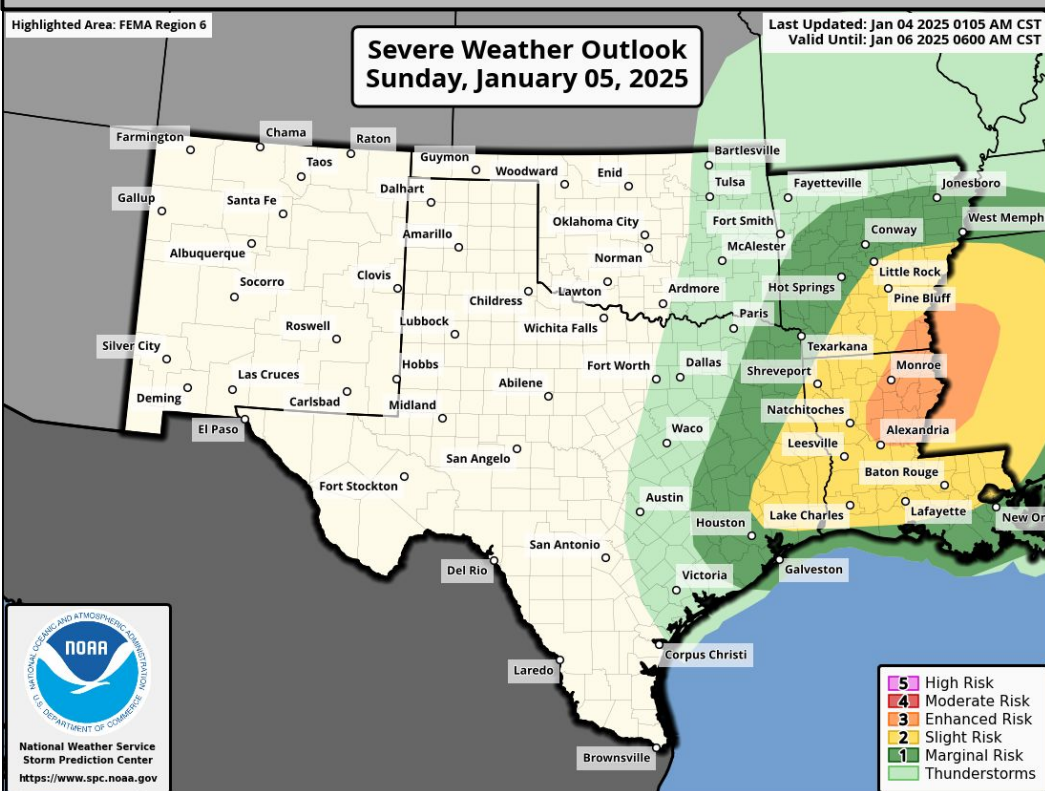 Highlighted Area: FEMA Region 6
Severe Weather Outlook
Sunday, January 05, 2025
Last Updated: Jan 04 2025 0105 AM CST
Valid Until: Jan 06 2025 0600 AM CST
Farmington
Chama
Raton
Taos
Guymon
Woodward
Enid
Bartlesville
Tulsa
Fayetteville
Jonesboro
Gallup
Santa Fe
Dalhart
Oklahoma City
Fort Smith
West Memph
Albuquerque
Amarillo
Norman
McAlester
Conway
Socorro
Clovis
Childress
Lawton
Ardmore
Hot Springs
Little Rock
Pine Bluff
Roswell
Lubbock
Wichita Falls
Paris
Texarkana
Silver City
Hobbs
Fort Worth
Dallas
Shreveport
Monroe
Deming
Las Cruces
Carlsbad
Midland
Abilene
Natchitoches
El Paso
San Angelo
Waco
Leesville
Alexandria
Fort Stockton
Baton Rouge
Austin
Houston
Lake Charles
Lafayette
New Or
San Antonio
Del Rio
Victoria
Galveston
Corpus Christi
Laredo
Brownsville
NATIONAL OCEANIC AND ATMOSPHERIC ADMINISTRATION
NOAA
U.S. DEPARTMENT OF COMMERCE
National Weather Service
Storm Prediction Center
https://www.spc.noaa.gov
5 High Risk
4 Moderate Risk
3 Enhanced Risk
2 Slight Risk
1 Marginal Risk
Thunderstorms